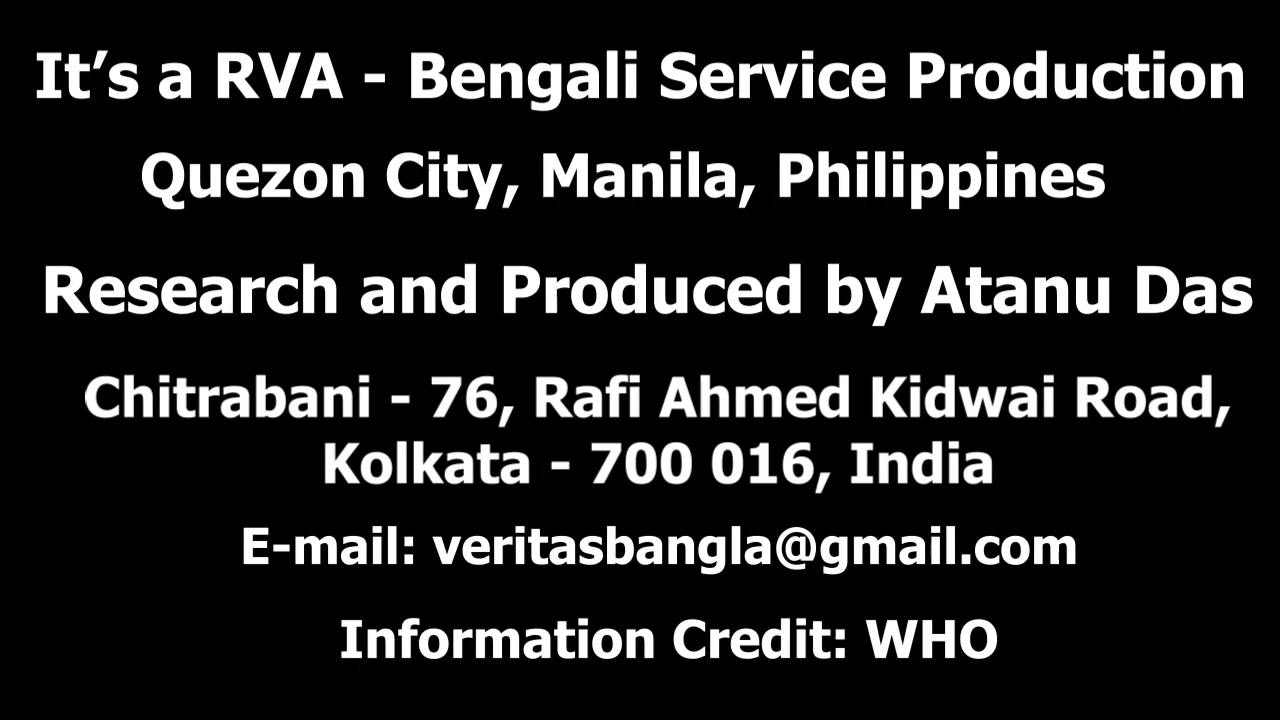 It’s a RVA - Bengali Service Production
Quezon City, Manila, Philippines
Research and Produced by Atanu Das
Chitrabani - 76, Rafi Ahmed Kidwai Road,
Kolkata - 700 016, India
E-mail: veritasbangla@gmail.com
Information Credit: WHO